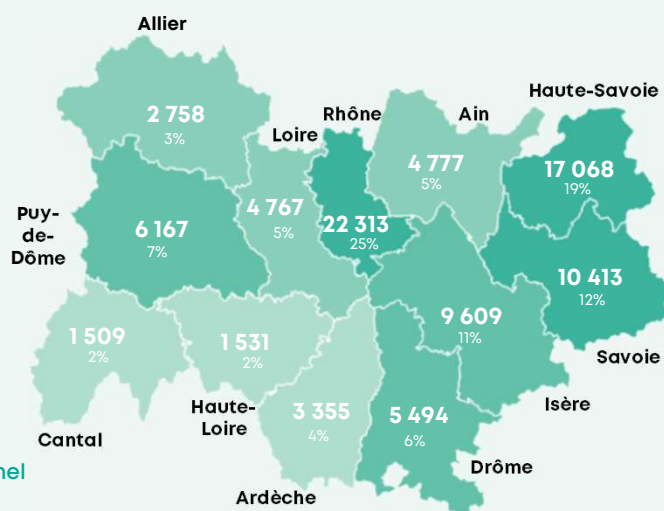 Allier
2 758
3%
Haute-Savoie
17 068
19%
Rhône
22 313
25%
Ain
4 777
5%
Loire
4 767
5%
Puy-
de-
Dôme
6 167
7%
10 413
12%
Savoie
9 609
11%
Isère
1 509
2%
Cantal
1 531
2%
Haute-
Loire
3 355
4%
Ardèche
5 494
6%
Drôme